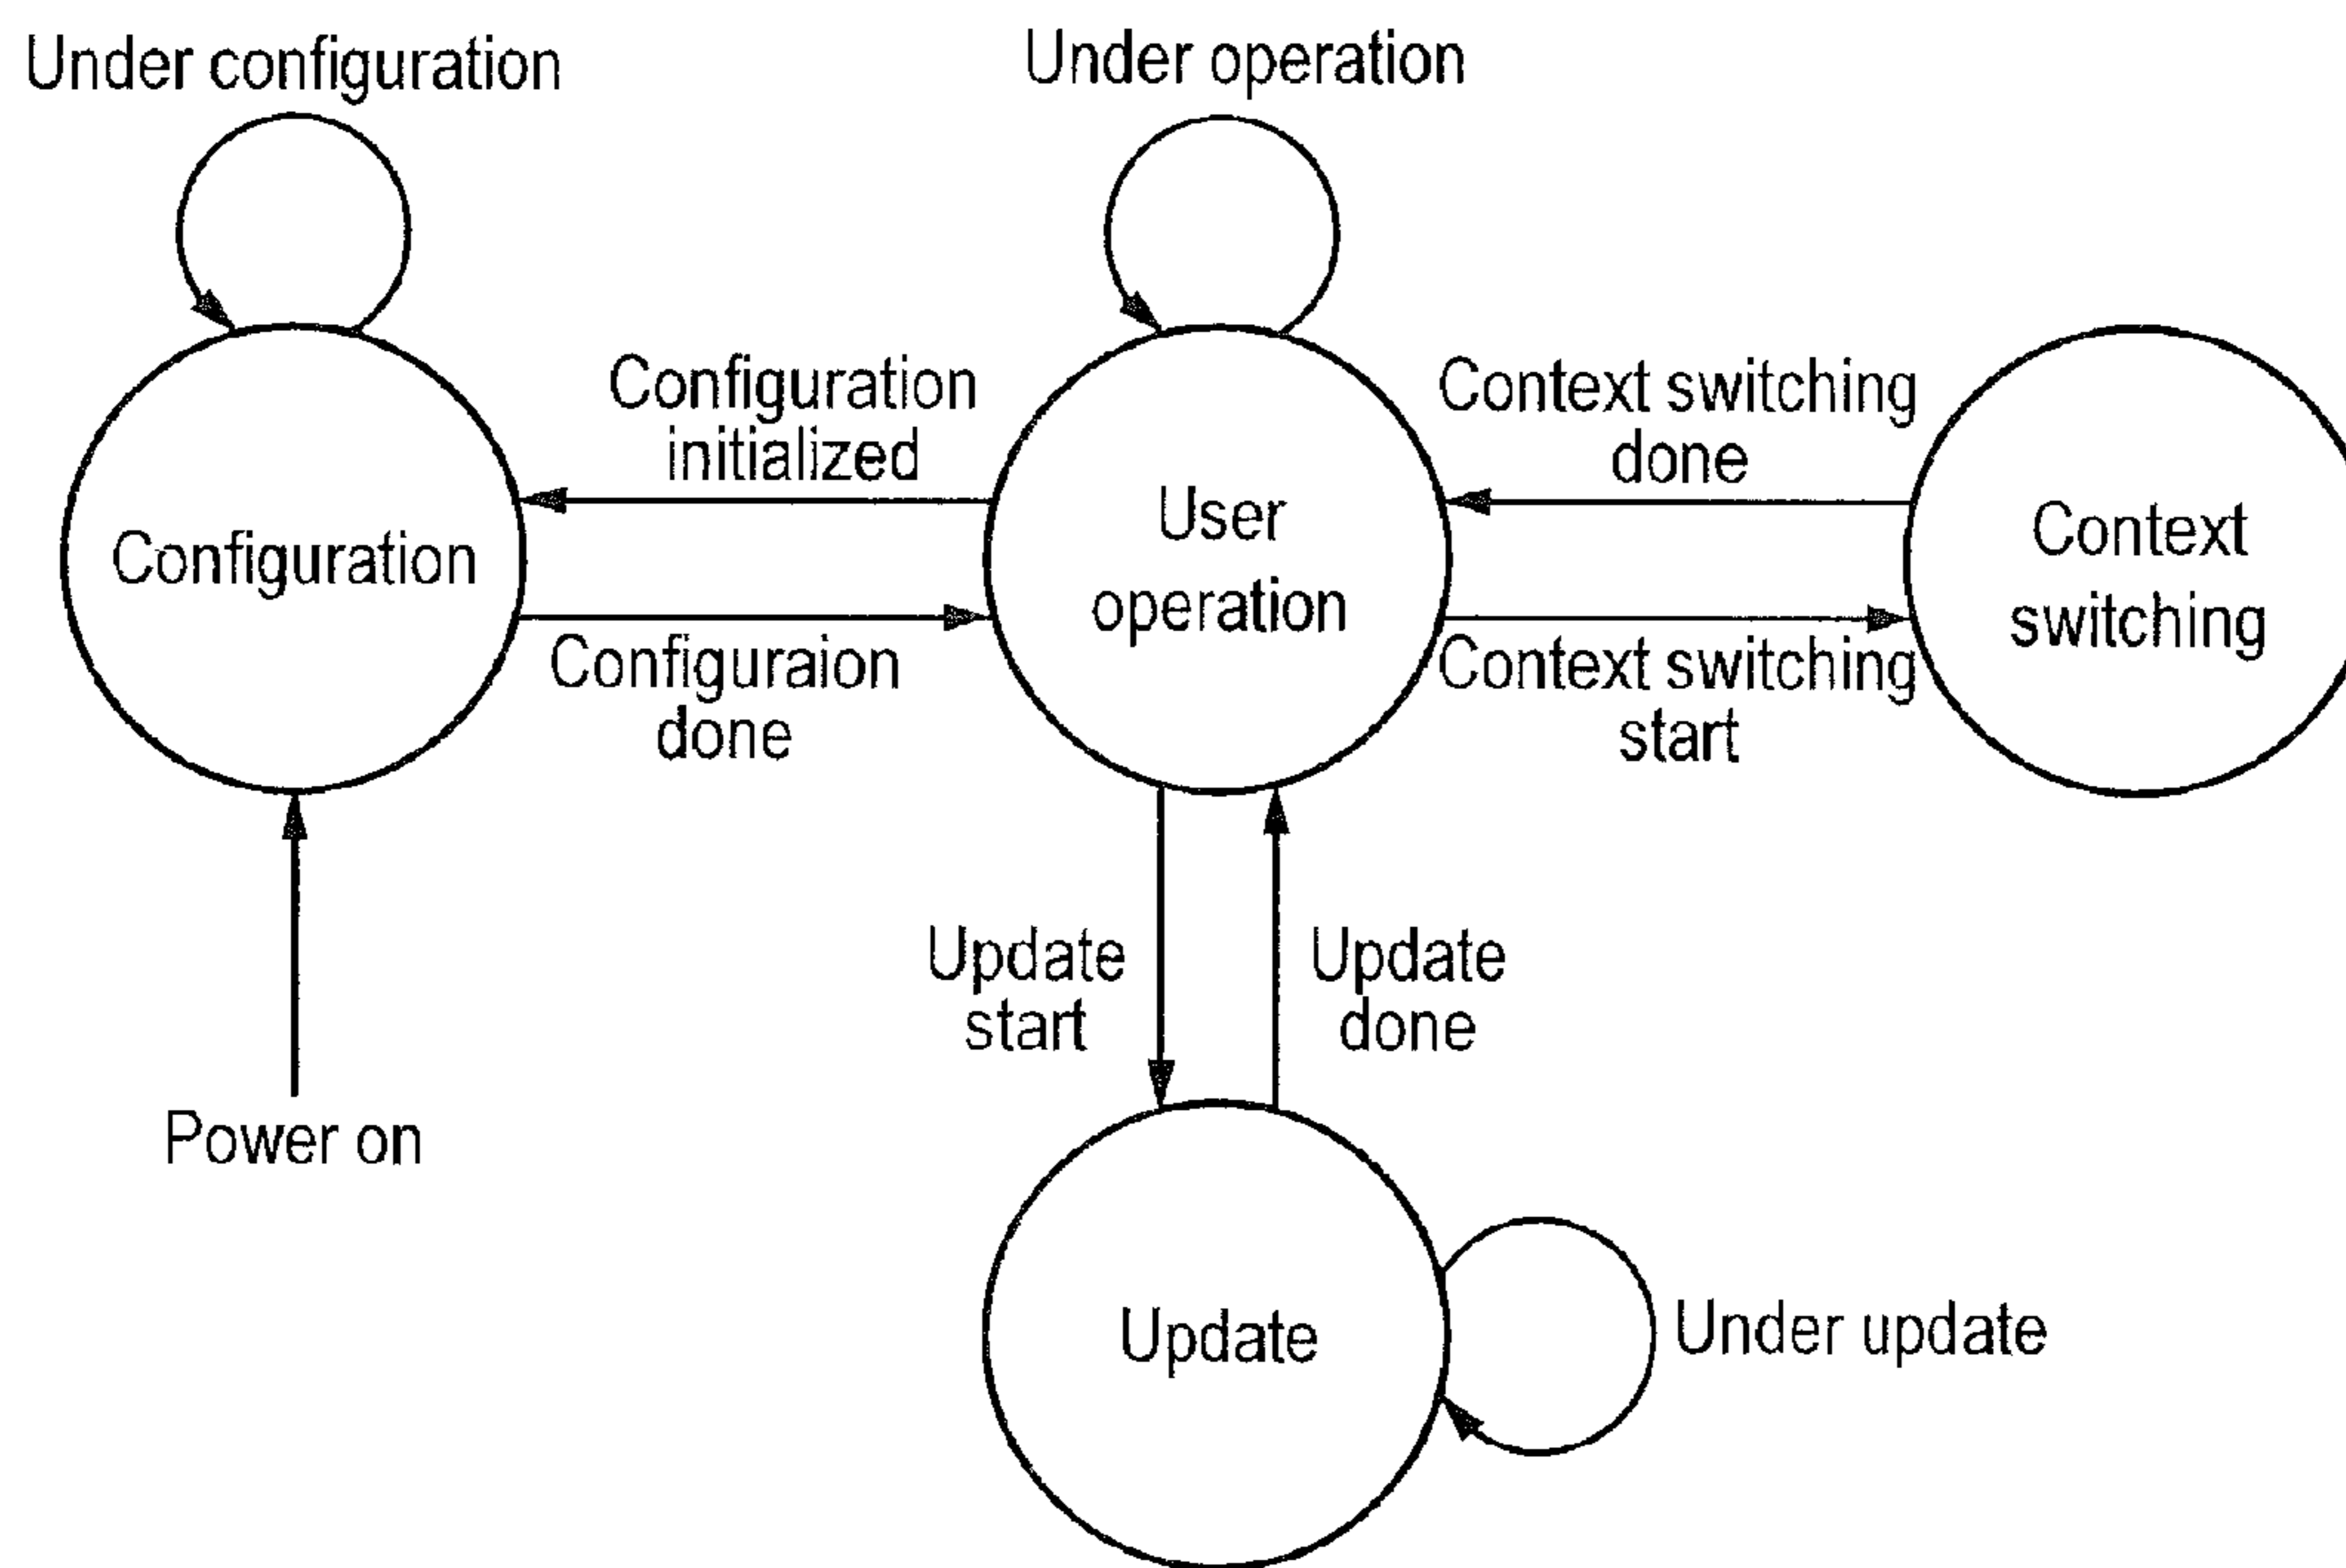 Under configuration
Under operation
Configuration
initialized
Context switching
done
Configuration
User
operation
Context
switching
Configuraion
done
Context switching
start
Update
start
Update
done
Power on
Update
Under update